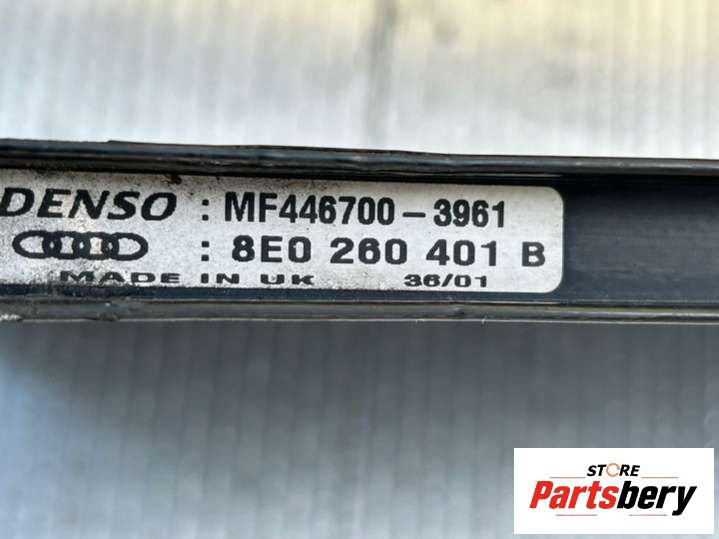 DENSO : MF446700-3961
: 8E0 260 401 B
MADE IN UK 36/01
STORE
Partsbery